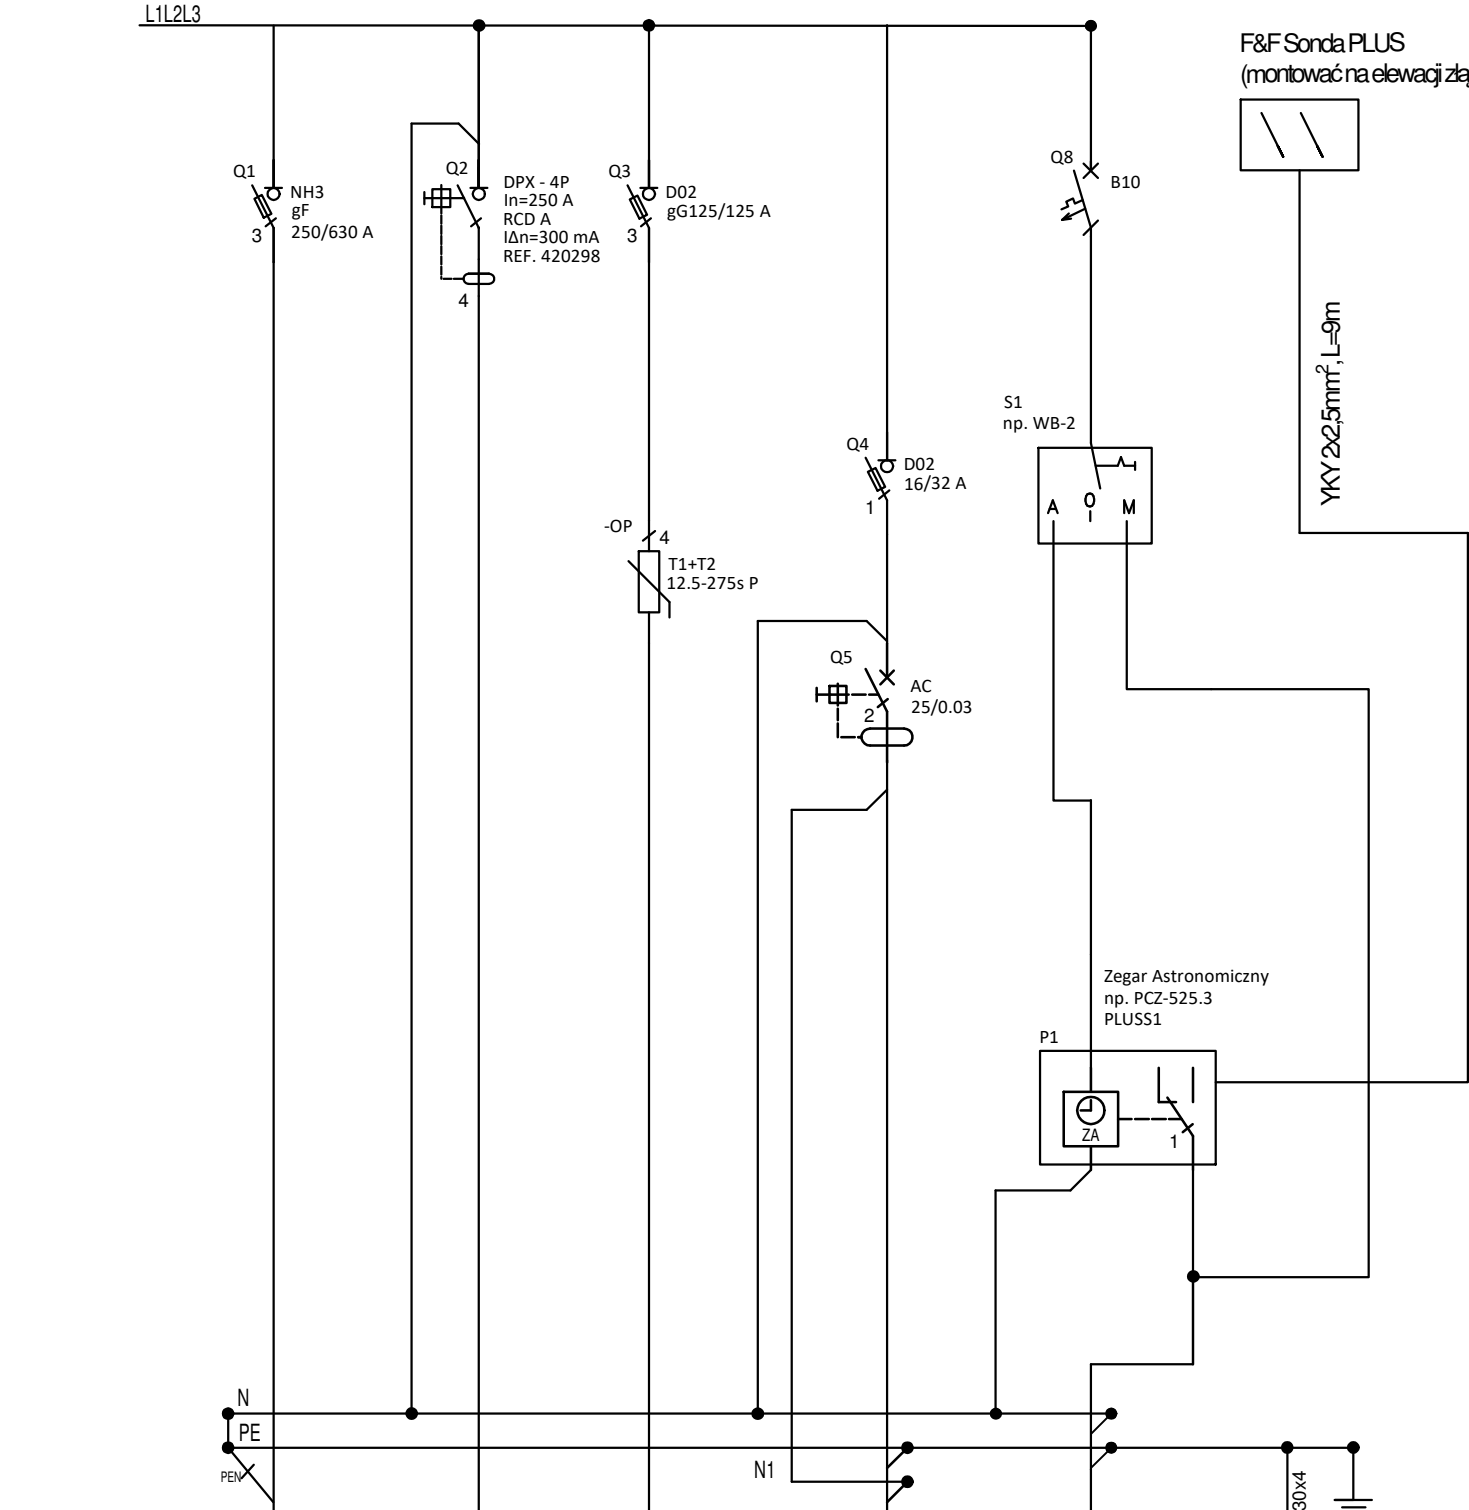 L1L2L3
F&F Sonda PLUS
(montować na elewacji złą
Q1
NH3
gF
250/630 A
3
Q2
DPX - 4P
In=250 A
RCD A
IΔn=300 mA
REF. 420298
4
Q3
D02
gG125/125 A
3
Q8
B10
YKY 2x2,5mm², L=9m
S1
np. WB-2
A
O
I
M
Q4
D02
16/32 A
1
-OP
4
T1+T2
12.5-275s P
Q5
AC
25/0.03
2
Zegar Astronomiczny
np. PCZ-525.3
PLUSS1
P1
ZA
1
N
PE
PEN
N1
30x4